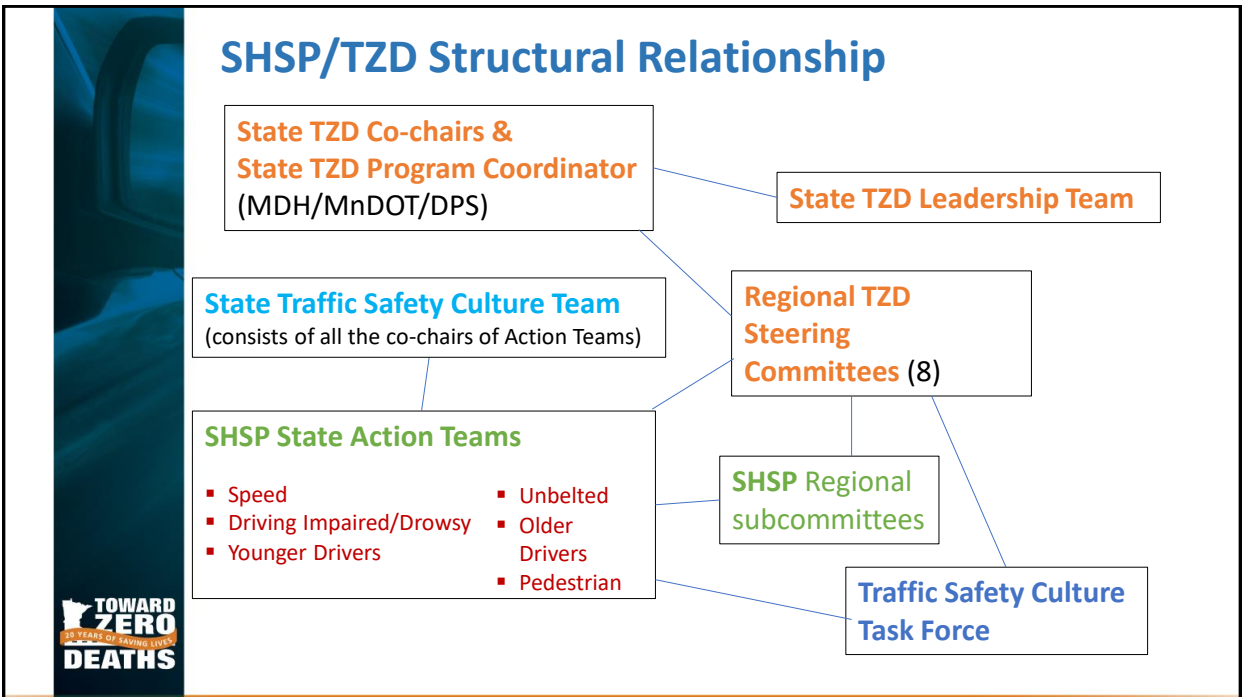 SHSP/TZD Structural Relationship
State TZD Co-chairs &
State TZD Program Coordinator
(MDH/MnDOT/DPS)
State TZD Leadership Team
State Traffic Safety Culture Team
(consists of all the co-chairs of Action Teams)
Regional TZD
Steering
Committees (8)
SHSP State Action Teams
▪ Speed
▪ Driving Impaired/Drowsy
▪ Younger Drivers
▪ Unbelted
▪ Older
Drivers
▪ Pedestrian
SHSP Regional
subcommittees
Traffic Safety Culture
Task Force
TOWARD
ZERO
20 YEARS OF SAVING LIVES
DEATHS